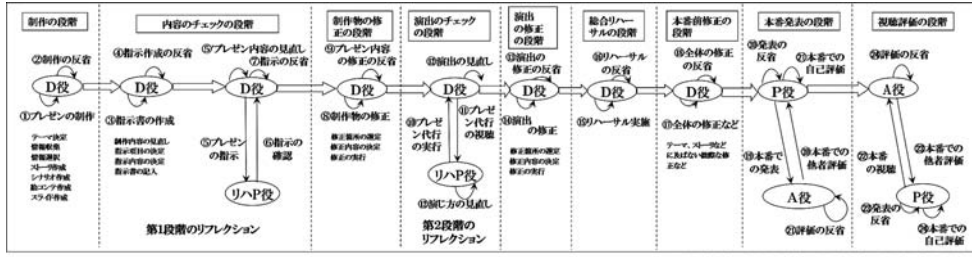 制作の段階
内容のチェックの段階
制作物の修
正の段階
演出のチェック
の段階
演出
の修正
の段階
総合リハー
サルの段階
本番前修正の
段階
本番発表の段階
視聴評価の段階
②制作の反省
D役
①プレゼンの制作
テーマ決定
情報収集
情報選択
ストーリ作成
シナリオ作成
絵コンテ作成
スライド作成
④指示作成の反省
D役
③指示書の作成
制作内容の見直し
指示項目の決定
指示内容の決定
指示書の記入
⑤プレゼン内容の見直し
⑦指示の反省
D役
⑤プレゼ
ンの指示
⑥指示の
確認
リハP役
第1段階のリフレクション
⑨プレゼン内容
の修正の反省
D役
⑧制作物の修正
修正箇所の選定
修正内容の決定
修正の実行
⑫演出の見直し
D役
⑩プレゼ
ン代行
の実行
⑪プレゼ
ン代行
の視聴
リハP役
⑫演じ方の見直し
第2段階の
リフレクション
⑬演出の
修正の反省
D役
⑭演出
の修正
修正箇所の選定
修正内容の決定
修正の実行
⑯リハーサル
の反省
D役
⑮リハーサル実施
⑱全体の修正
の反省
D役
⑰全体の修正など
テーマ、ストーリなど
に及ばない微細な修
正など
⑳発表の
反省
㉑本番での
自己評価
P役
⑲本番で
の発表
⑳本番での
他者評価
A役
㉑評価の反省
㉔評価の反省
A役
㉒本番
の視聴
㉓本番での
他者評価
P役
㉓発表の
反省
㉔本番での
自己評価